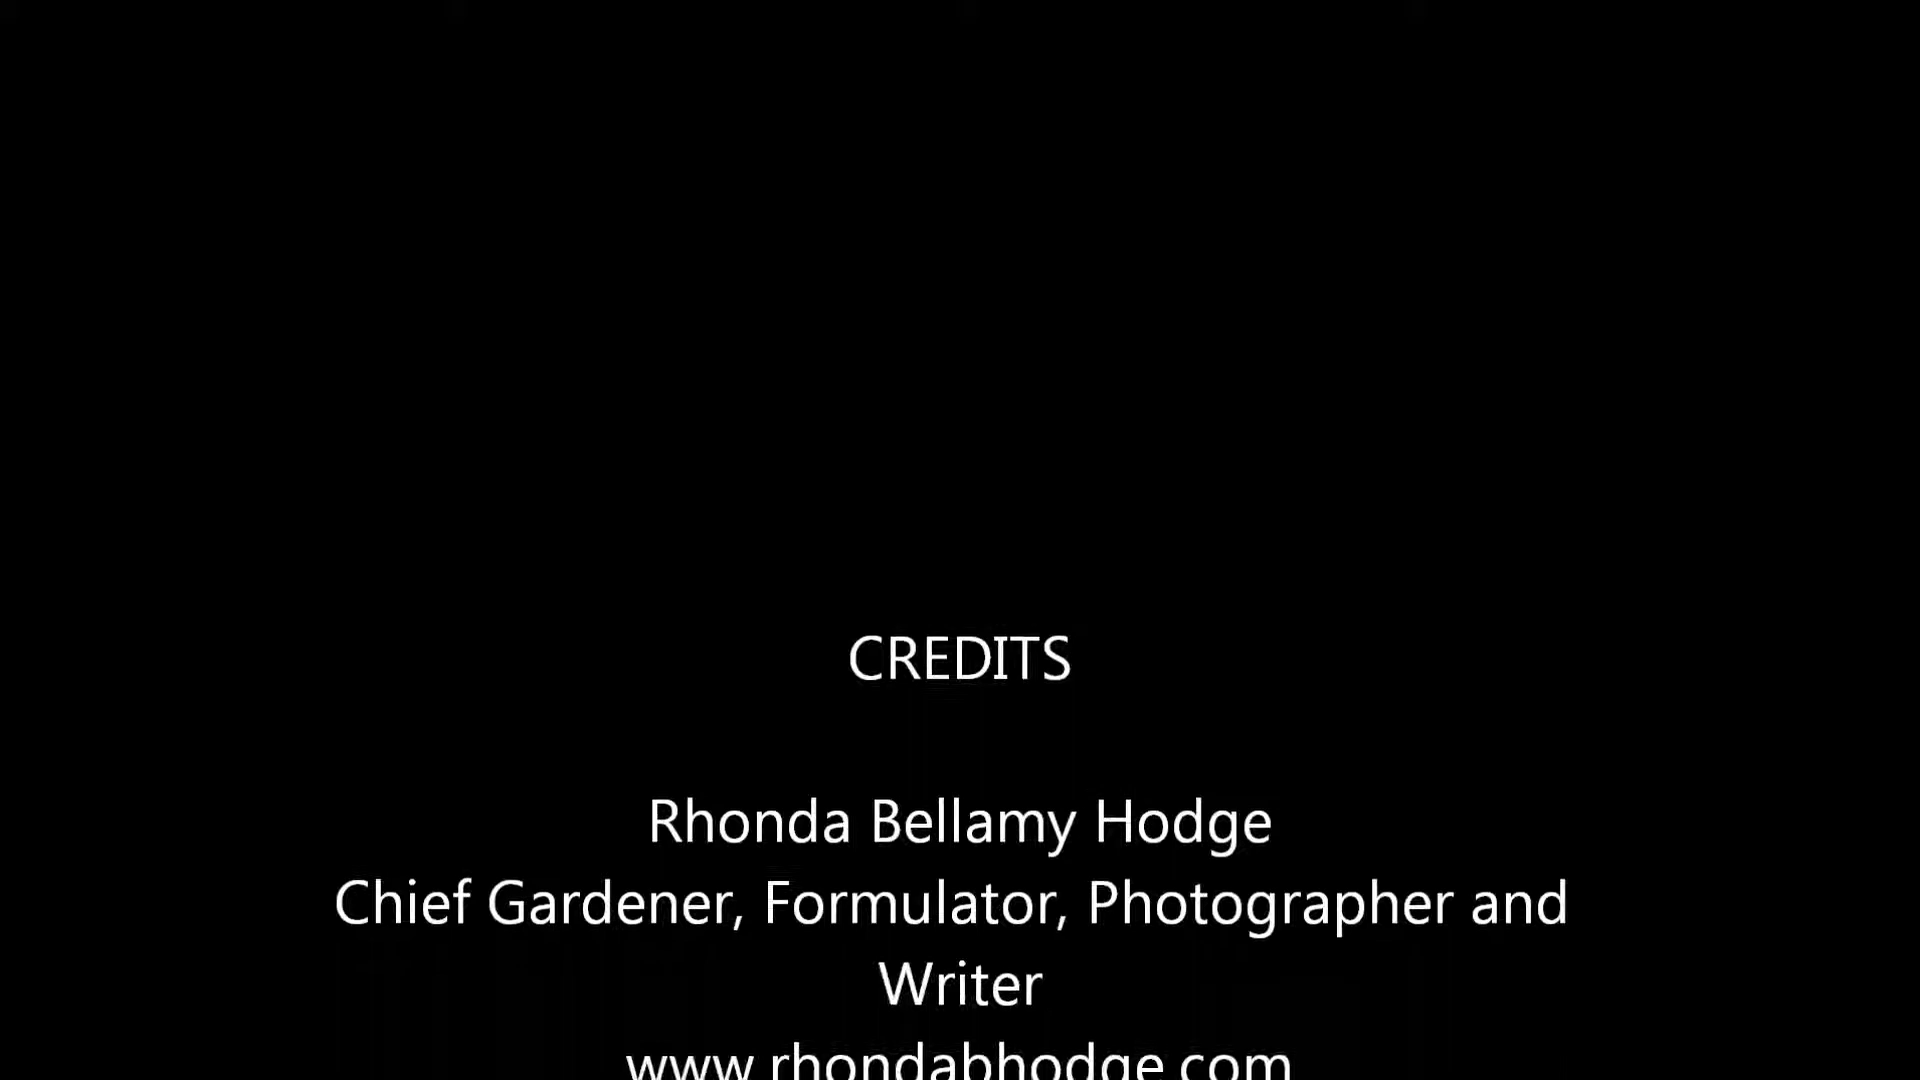 CREDITS
Rhonda Bellamy Hodge
Chief Gardener, Formulator, Photographer and
Writer
www.rhondabhodge.com